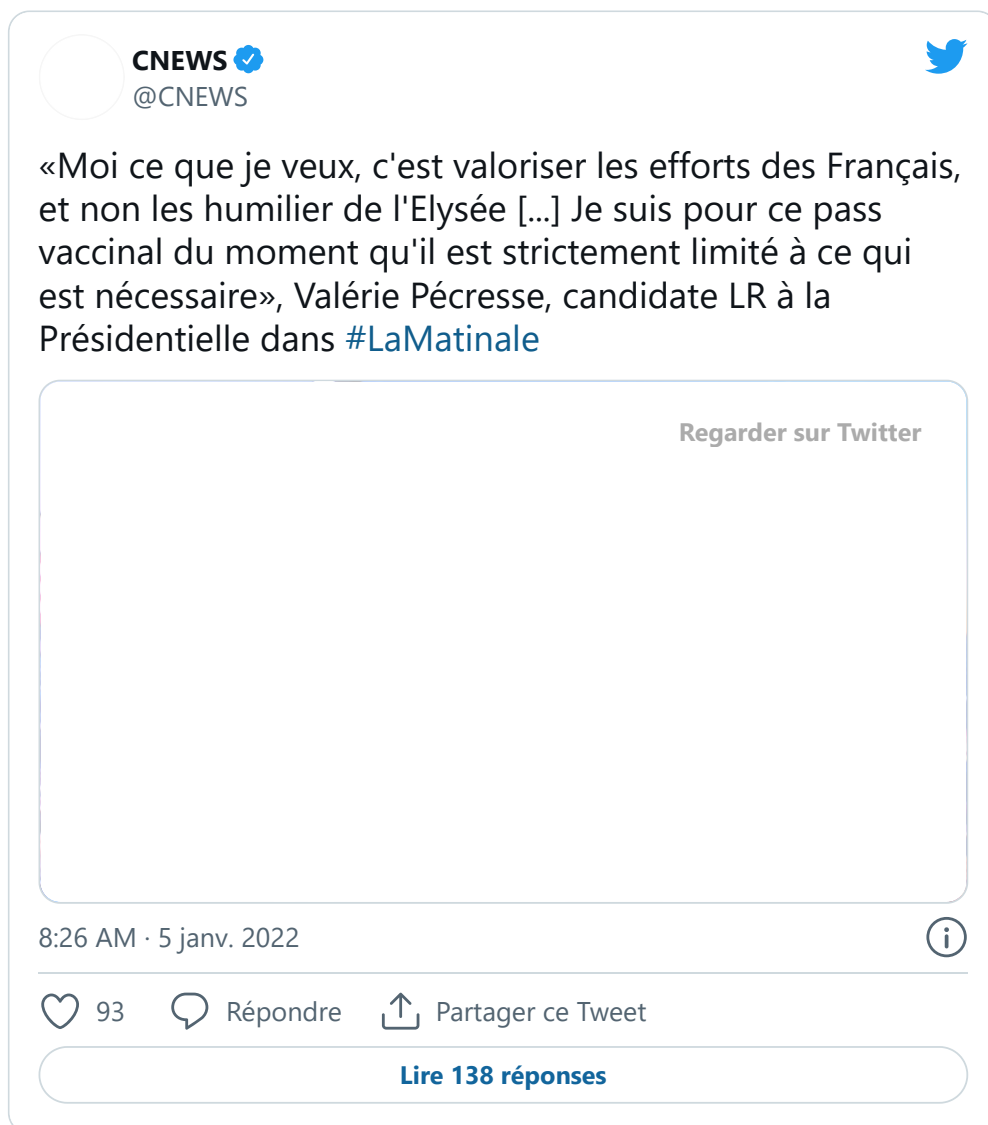 CNEWS
@CNEWS
«Moi ce que je veux, c'est valoriser les efforts des Français,
et non les humilier de l'Elysée [...] Je suis pour ce pass
vaccinal du moment qu'il est strictement limité à ce qui
est nécessaire», Valérie Pécresse, candidate LR à la
Présidentielle dans #LaMatinale
Regarder sur Twitter
8:26 AM · 5 janv. 2022
93 Répondre Partager ce Tweet
Lire 138 réponses